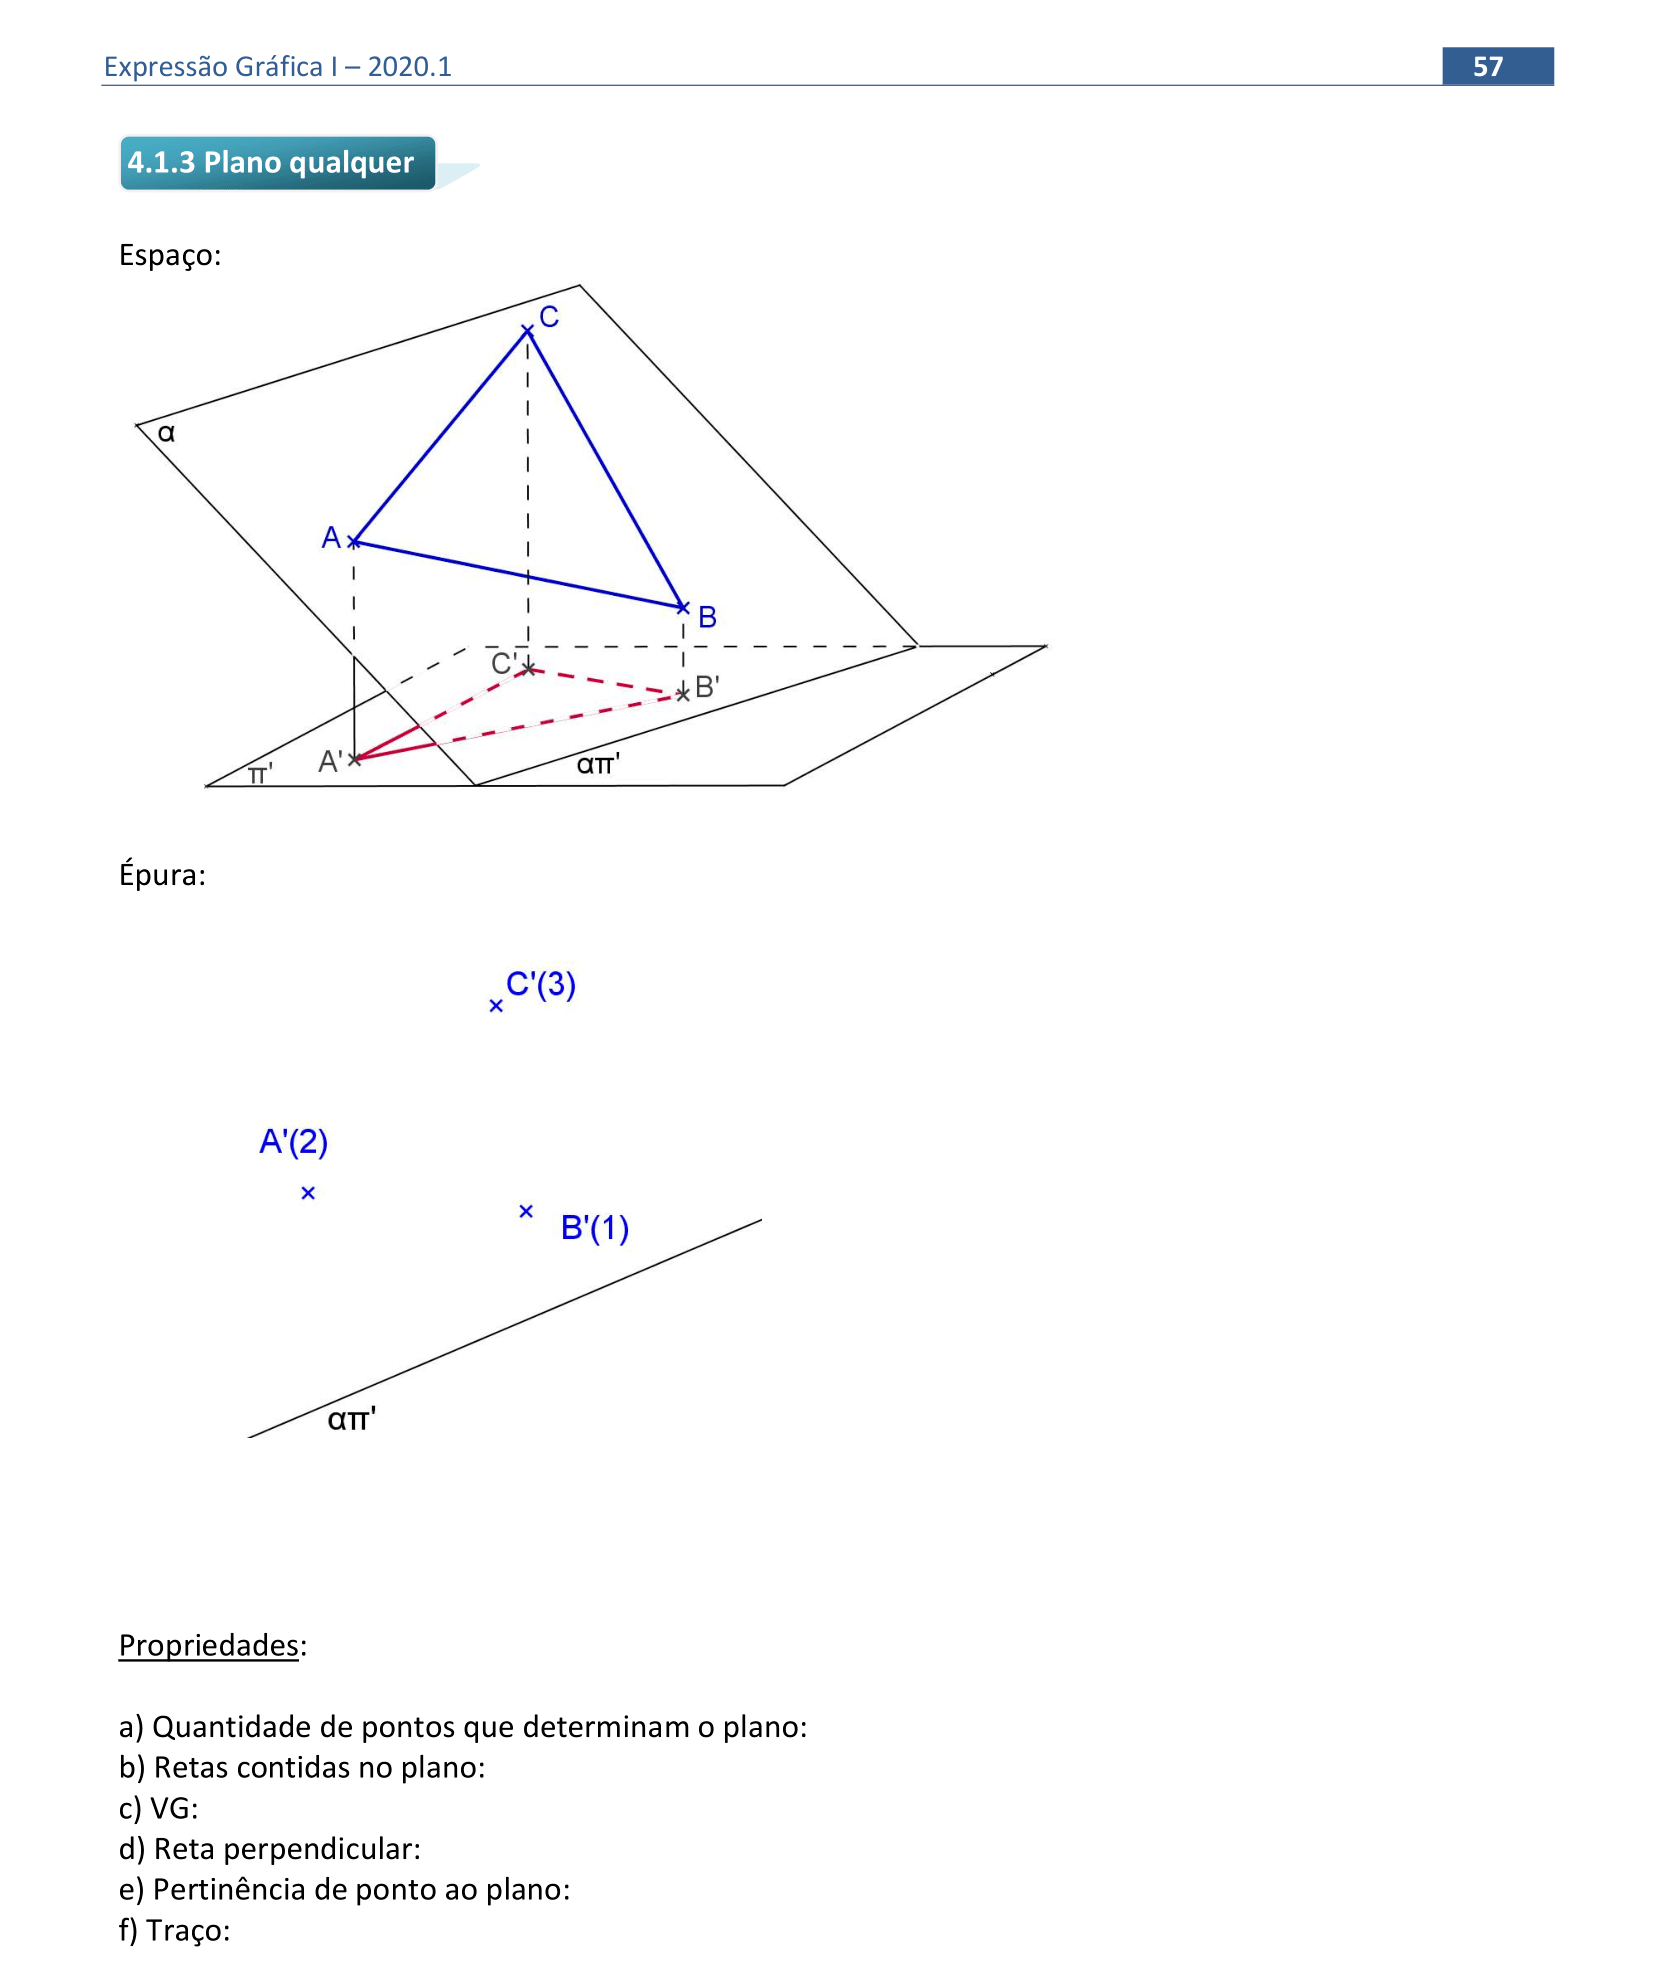 Expressão Gráfica I – 2020.1 57
4.1.3 Plano qualquer
Espaço:
C
α
A
B
C'
B'
A'
απ'
π'
Épura:
C'(3)
A'(2)
B'(1)
απ'
Propriedades:
a) Quantidade de pontos que determinam o plano:
b) Retas contidas no plano:
c) VG:
d) Reta perpendicular:
e) Pertinência de ponto ao plano:
f) Traço: